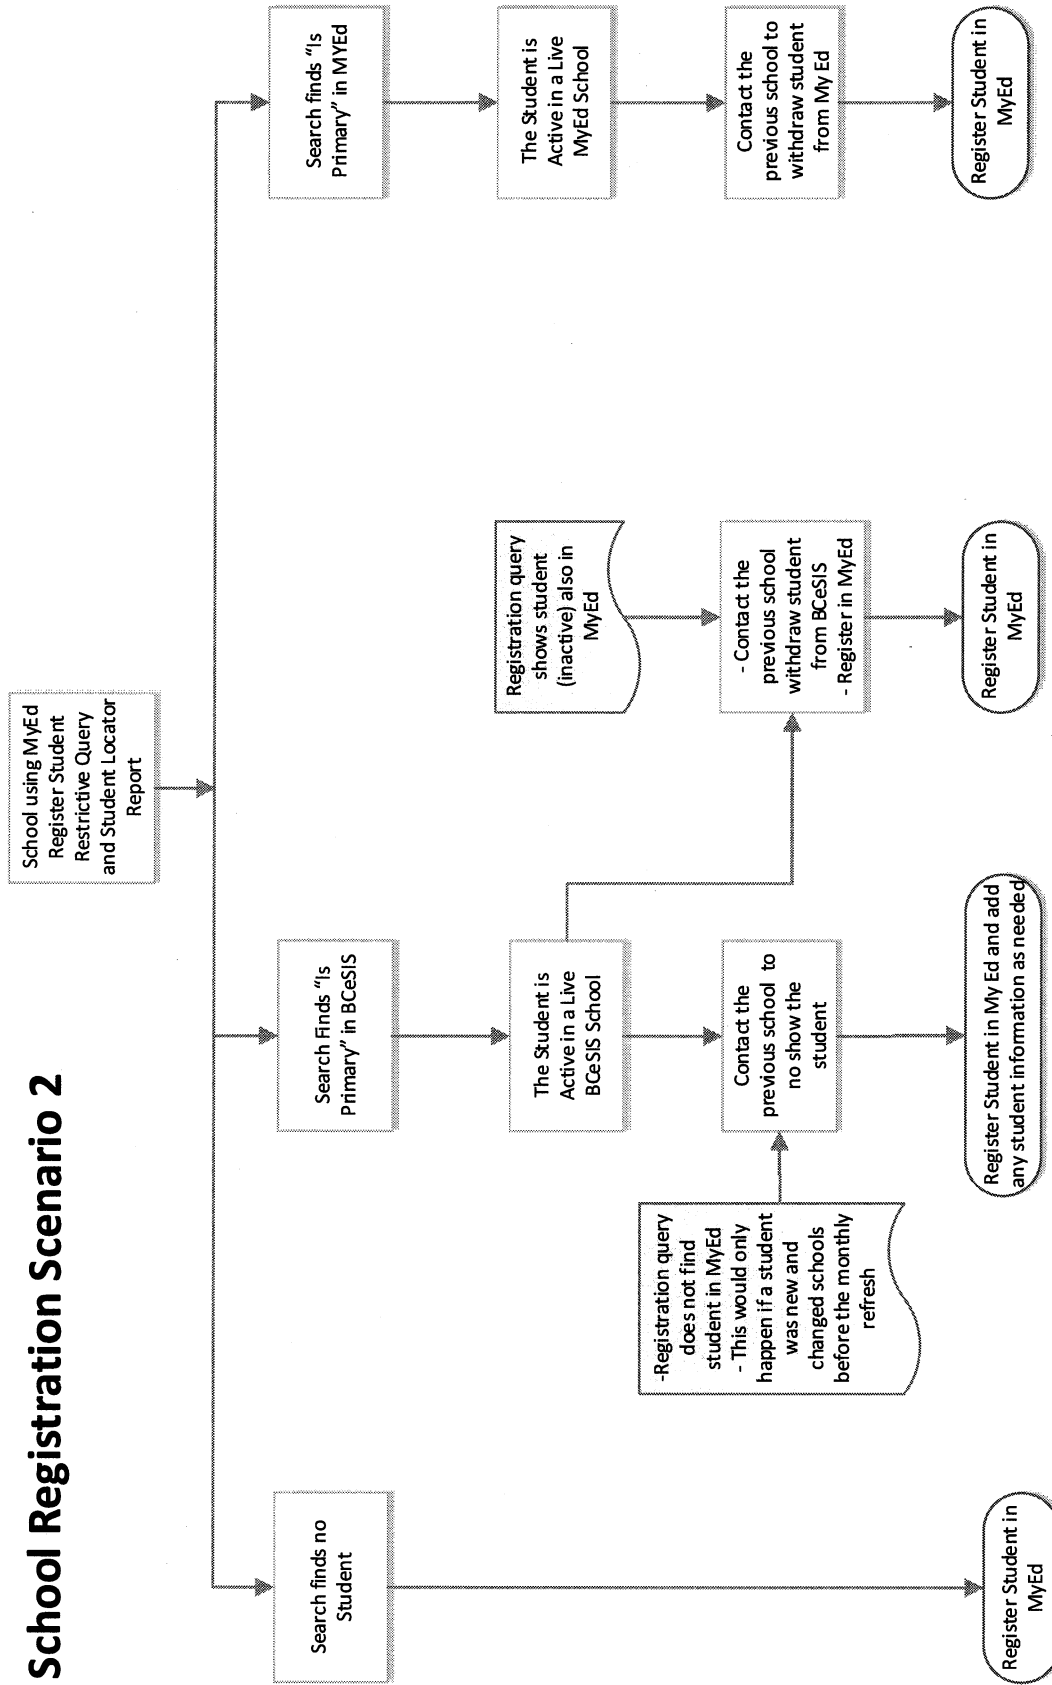 School Registration Scenario 2
School using MyEd
Register Student
Restrictive Query
and Student Locator
Report
Search finds no
Student
Register Student in
MyEd
Search Finds “Is
Primary” in BCeSIS
The Student is
Active in a Live
BCeSIS School
-Registration query
does not find
student in MyEd
- This would only
happen if a student
was new and
changed schools
before the monthly
refresh
Contact the
previous school to
no show the
student
Register Student in My Ed and add
any student information as needed
Registration query
shows student
(inactive) also in
MyEd
- Contact the
previous school
withdraw student
from BCeSIS
- Register in MyEd
Register Student in
MyEd
Search finds “Is
Primary” in MYEd
The Student is
Active in a Live
MyEd School
Contact the
previous school to
withdraw student
from My Ed
Register Student in
MyEd